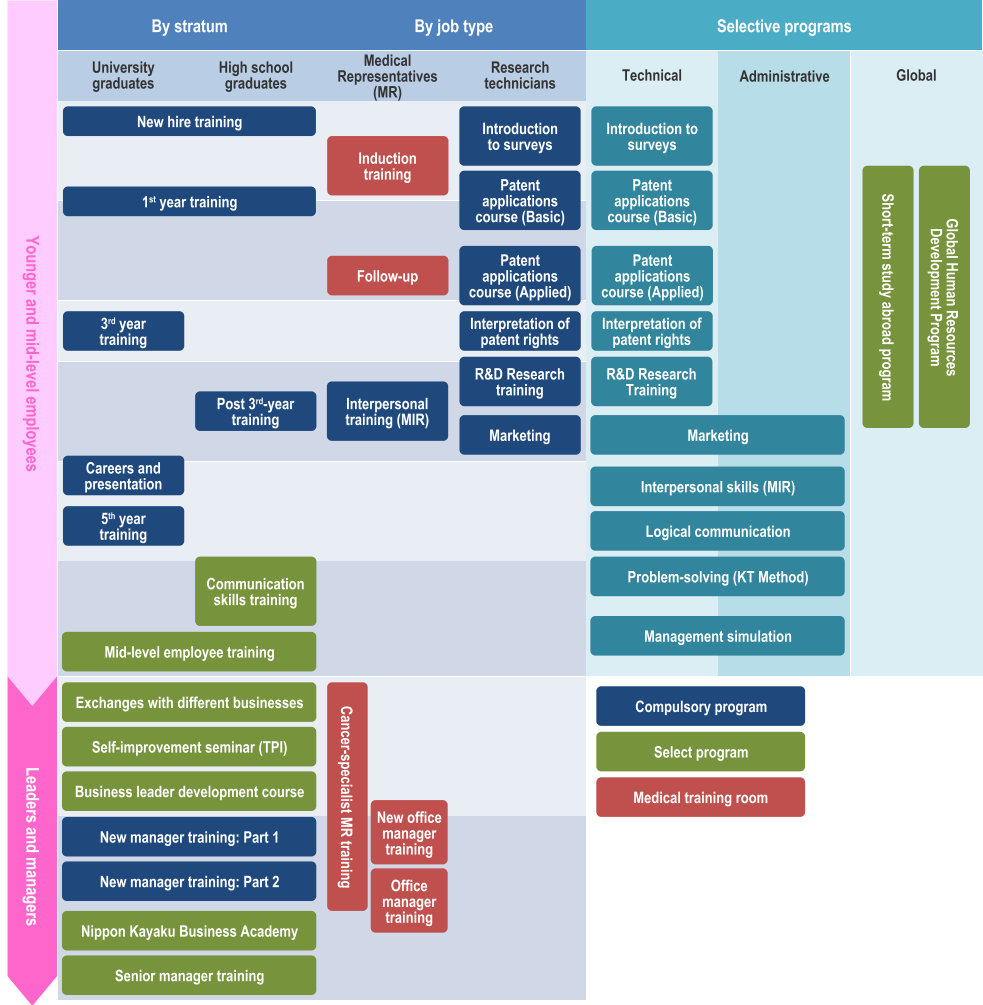 By stratum
By job type
Selective programs
University
graduates
High school
graduates
Medical
Representatives
(MR)
Research
technicians
Technical
Administrative
Global
Younger and mid-level employees
New hire training
1st year training
3rd year
training
Post 3rd-year
training
Careers and
presentation
5th year
training
Communication
skills training
Mid-level employee training
Induction
training
Follow-up
Interpersonal
training (MIR)
Introduction
to surveys
Patent
applications
course (Basic)
Patent
applications
course (Applied)
Interpretation of
patent rights
R&D Research
training
Marketing
Introduction to
surveys
Patent
applications
course (Basic)
Patent
applications
course (Applied)
Interpretation of
patent rights
R&D Research
Training
Marketing
Interpersonal skills (MIR)
Logical communication
Problem-solving (KT Method)
Management simulation
Short-term study abroad program
Global Human Resources
Development Program
Leaders and managers
Exchanges with different businesses
Self-improvement seminar (TPI)
Business leader development course
New manager training: Part 1
New manager training: Part 2
Nippon Kayaku Business Academy
Senior manager training
Cancer-specialist MR training
New office
manager
training
Office
manager
training
Compulsory program
Select program
Medical training room